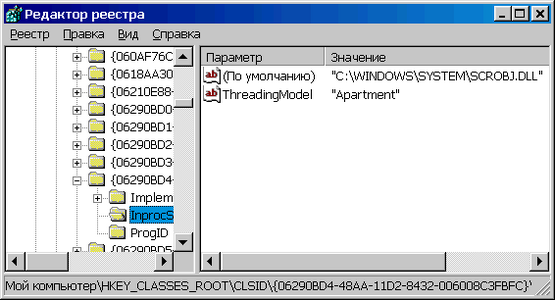 Редактор реестра
Реестр Правка Вид Справка
{060AF76C
{0618AA30
{06210E88-
{06290BD0-
{06290BD1-
{06290BD2-
{06290BD3-
{06290BD4-
Implem
InprocS
ProgID
{06290BD5-
Параметр Значение
(По умолчанию) "C:\WINDOWS\SYSTEM\SCROBJ.DLL"
ThreadingModel "Apartment"
Мой компьютер\HKEY_CLASSES_ROOT\CLSID\{06290BD4-48AA-11D2-8432-006008C3FBFC}\